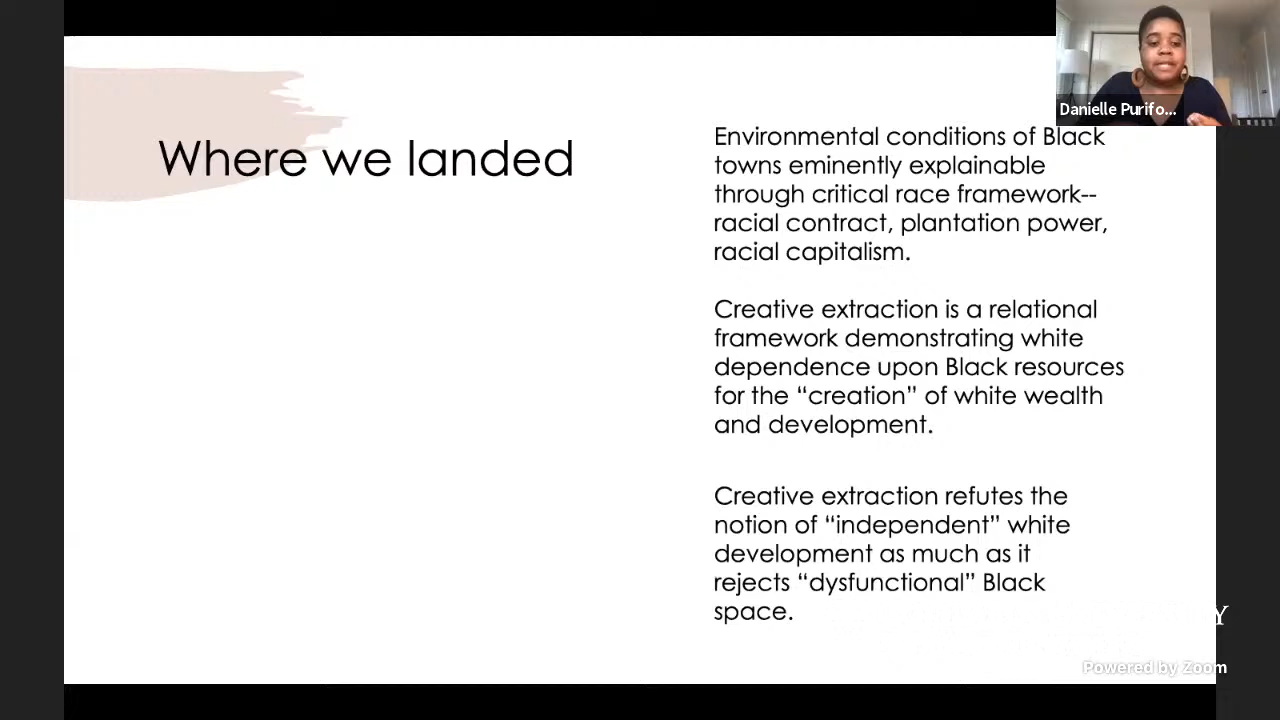 Danielle Purifo...
Where we landed
Environmental conditions of Black
towns eminently explainable
through critical race framework--
racial contract, plantation power,
racial capitalism.
Creative extraction is a relational
framework demonstrating white
dependence upon Black resources
for the “creation” of white wealth
and development.
Creative extraction refutes the
notion of “independent” white
development as much as it
rejects “dysfunctional” Black
space.
Y
Powered by Zoom